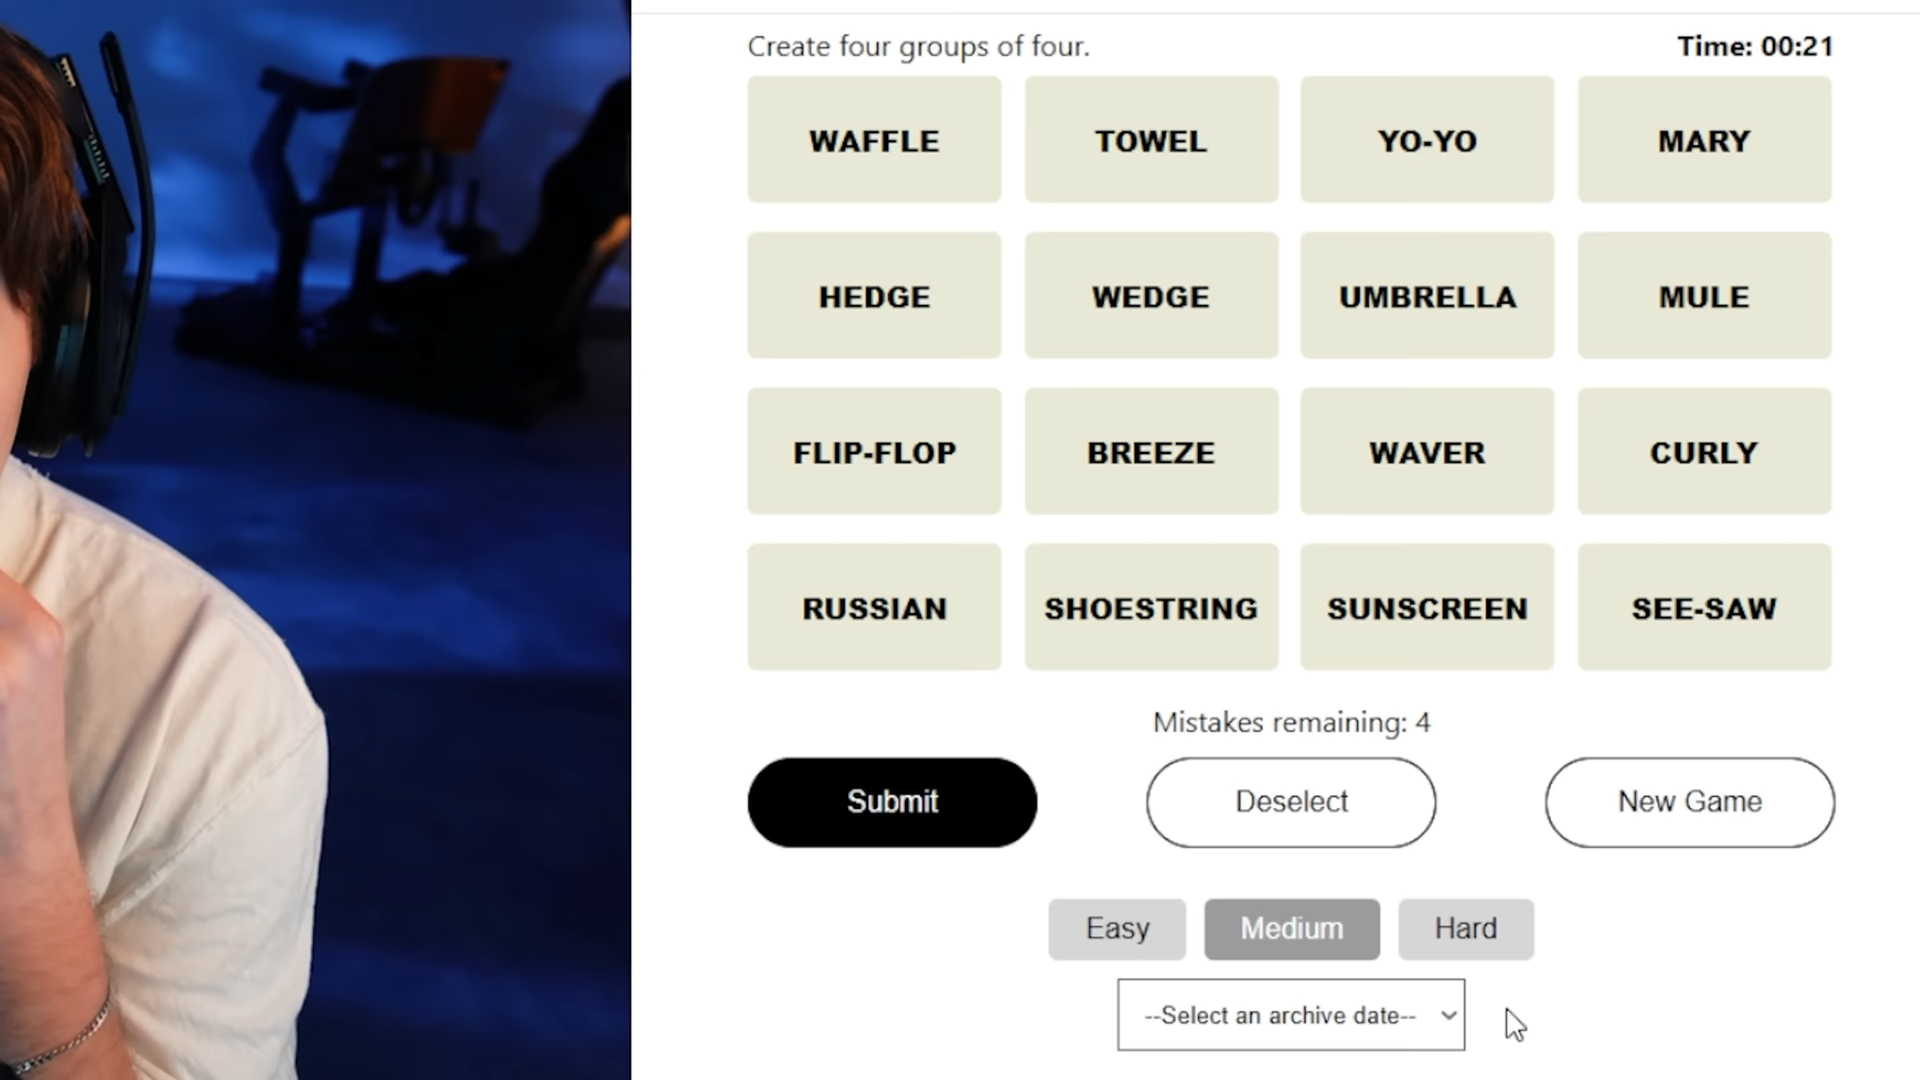 Create four groups of four.
Time: 00:21
WAFFLE TOWEL YO-YO MARY
HEDGE WEDGE UMBRELLA MULE
FLIP-FLOP BREEZE WAVER CURLY
RUSSIAN SHOESTRING SUNSCREEN SEE-SAW
Mistakes remaining: 4
Submit Deselect New Game
Easy Medium Hard
--Select an archive date--